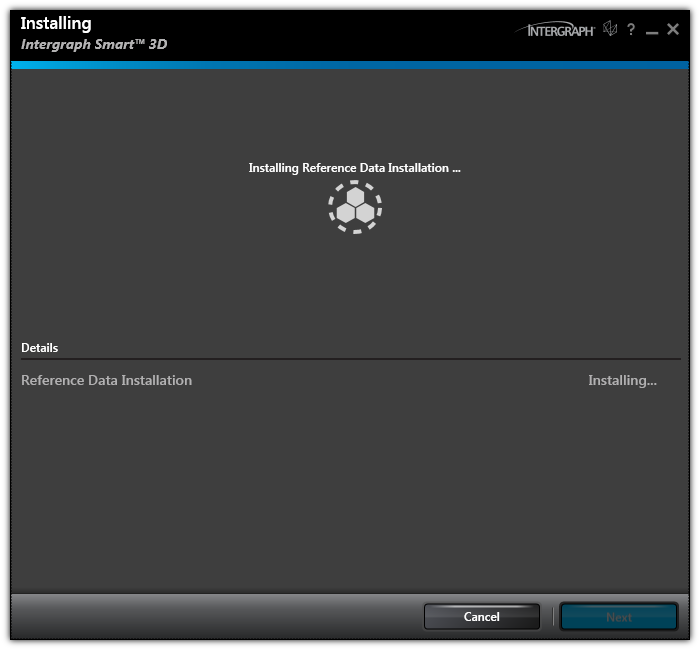 Installing
Intergraph Smart™ 3D
INTERGRAPH
?
Installing Reference Data Installation ...
Details
Reference Data Installation Installing...
Cancel
Next